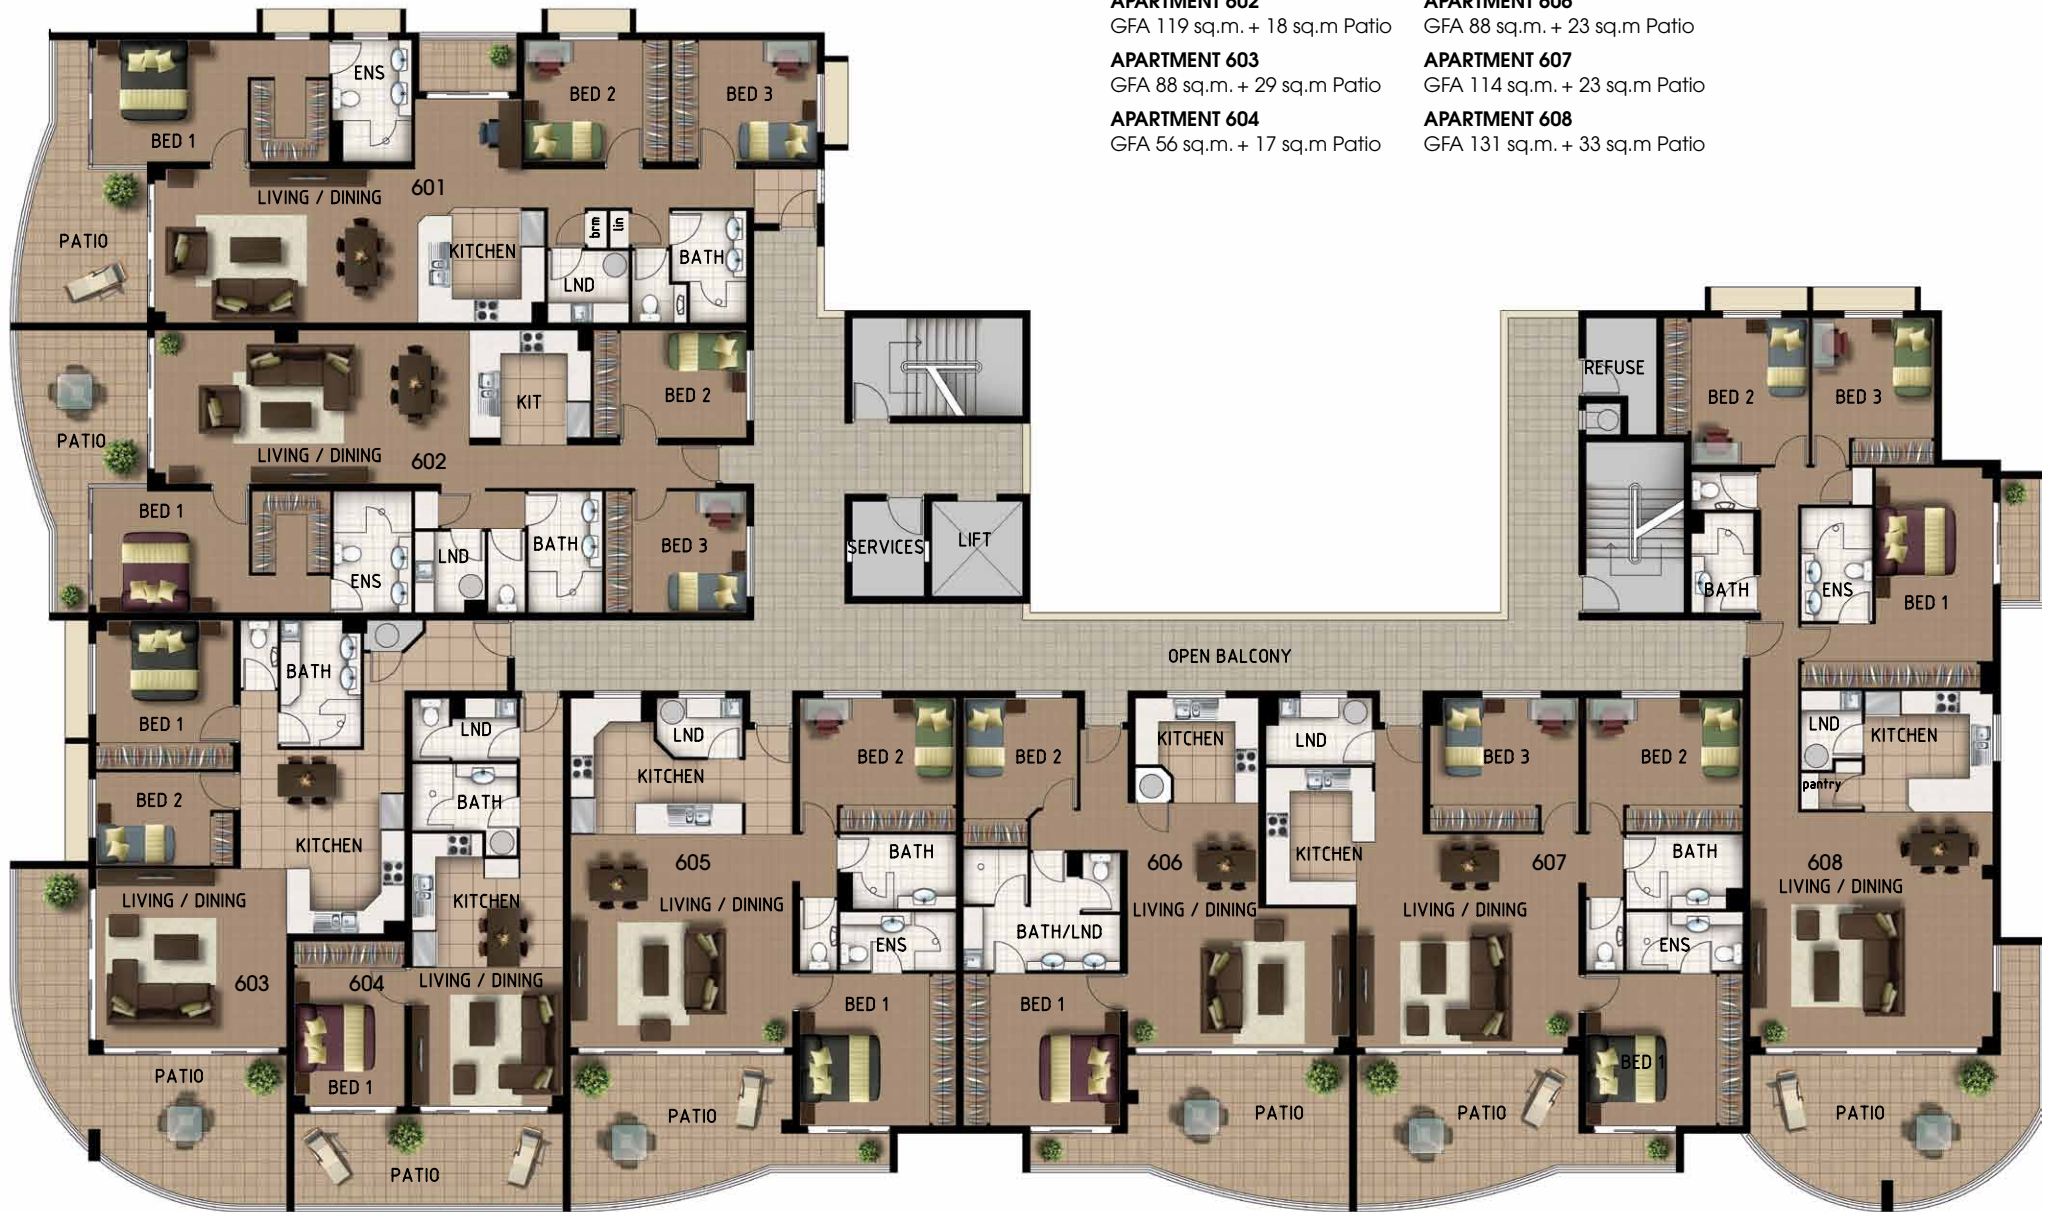 APARTMENT 602
GFA 119 sq.m. + 18 sq.m Patio
APARTMENT 603
GFA 88 sq.m. + 29 sq.m Patio
APARTMENT 604
GFA 56 sq.m. + 17 sq.m Patio
APARTMENT 606
GFA 88 sq.m. + 23 sq.m Patio
APARTMENT 607
GFA 114 sq.m. + 23 sq.m Patio
APARTMENT 608
GFA 131 sq.m. + 33 sq.m Patio
BED 1
ENS
BED 2
BED 3
601
LIVING / DINING
PATIO
KITCHEN
brm
lin
LND
BATH
KIT
BED 2
PATIO
LIVING / DINING
602
BED 1
ENS
LND
BATH
BED 3
SERVICES
LIFT
REFUSE
OPEN BALCONY
BED 1
BATH
BED 2
KITCHEN
LIVING / DINING
603
PATIO
LND
BATH
KITCHEN
LIVING / DINING
604
BED 1
PATIO
LND
KITCHEN
BED 2
605
LIVING / DINING
BATH
ENS
BED 1
PATIO
BED 2
KITCHEN
606
LIVING / DINING
BATH/LND
BED 1
PATIO
LND
KITCHEN
BED 3
BED 2
607
LIVING / DINING
BATH
ENS
BED 1
PATIO
BED 2
BED 3
BATH
ENS
BED 1
LND
KITCHEN
pantry
608
LIVING / DINING
PATIO